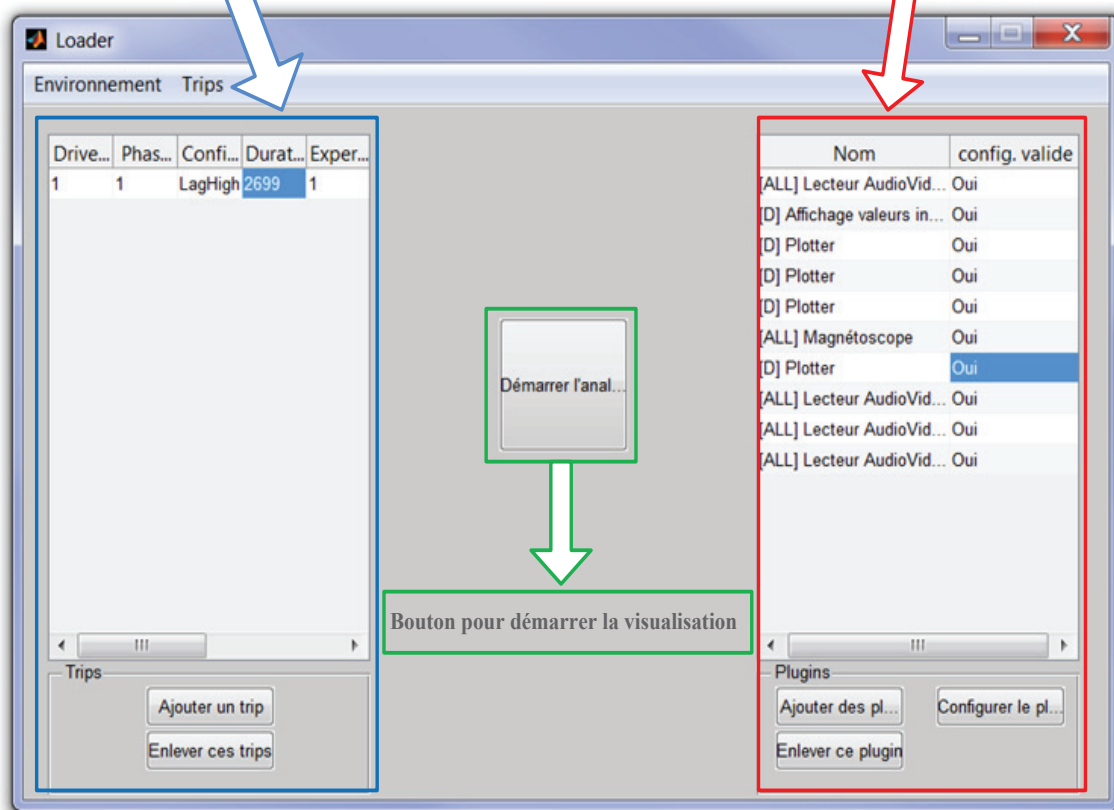 Loader
Environnement Trips
Drive... Phas... Confi... Durat... Exper...
1 1 LagHigh 2699 1
Trips
Ajouter un trip
Enlever ces trips
Démarrer l'anal...
Bouton pour démarrer la visualisation
Nom config. valide
[ALL] Lecteur AudioVid... Oui
[D] Affichage valeurs in... Oui
[D] Plotter Oui
[D] Plotter Oui
[D] Plotter Oui
[ALL] Magnétoscope Oui
[D] Plotter Oui
[ALL] Lecteur AudioVid... Oui
[ALL] Lecteur AudioVid... Oui
[ALL] Lecteur AudioVid... Oui
Plugins
Ajouter des pl... Configurer le pl...
Enlever ce plugin